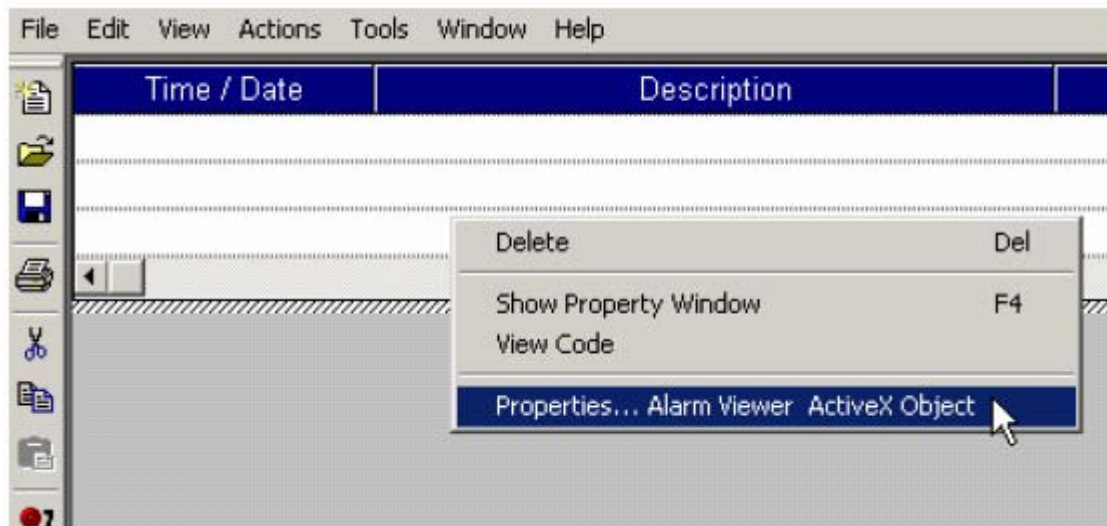 File Edit View Actions Tools Window Help
Time / Date Description
Delete Del
Show Property Window F4
View Code
Properties... Alarm Viewer ActiveX Object